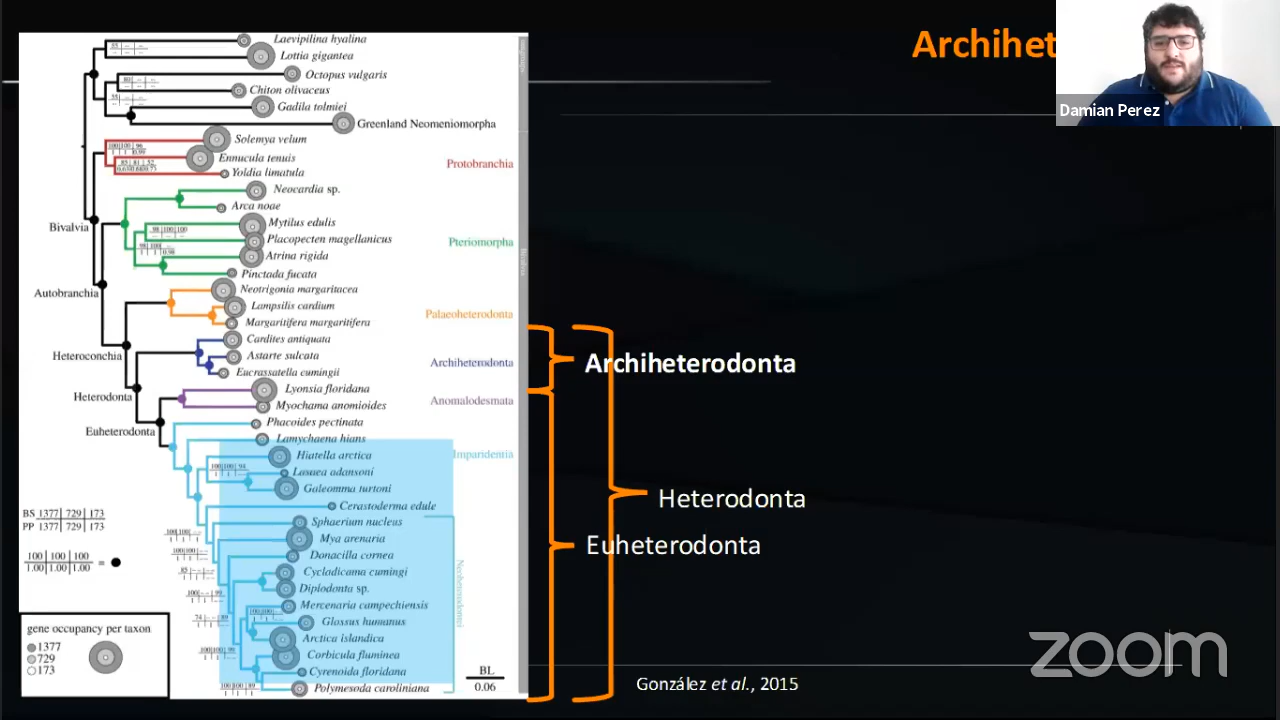 Archihet
Damian Perez
Laevipilina hyalina
Lottia gigantea
Octopus vulgaris
Chiton olivaceus
Gadila tolmiei
Greenland Neomeniomorpha
Solemya velum
Ennucula tenuis
Yoldia limatula
Protobranchia
Neocardia sp.
Arca noae
Mytilus edulis
Placopecten magellanicus
Atrina rigida
Pinctada fucata
Pteriomorpha
Bivalvia
Autobranchia
Neotrigonia margaritacea
Lampsilis cardium
Margaritifera margaritifera
Palaeoheterodonta
Heteroconchia
Cardites antiquata
Astarte sulcata
Eucrassatella cumingii
Archiheterodonta
Archiheterodonta
Heterodonta
Lyonsia floridana
Myochama anomioides
Anomalodesmata
Euheterodonta
Phacoides pectinata
Lamychaena hians
Hiatella arctica
Lasaea adansoni
Galeomma turtoni
Cerastoderma edule
Imparidentia
Sphaerium nucleus
Mya arenaria
Donacilla cornea
Cycladicama cumingi
Diplodonta sp.
Mercenaria campechiensis
Glossus humanus
Arctica islandica
Corbicula fluminea
Cyrenoida floridana
Polymesoda caroliniana
Heterodonta
Euheterodonta
BS 1377 | 729 | 173
PP 1377 | 729 | 173
100 | 100 | 100
1.00 | 1.00 | 1.00
=
gene occupancy per taxon
1377
729
173
BL
0.06
González et al., 2015
zoom